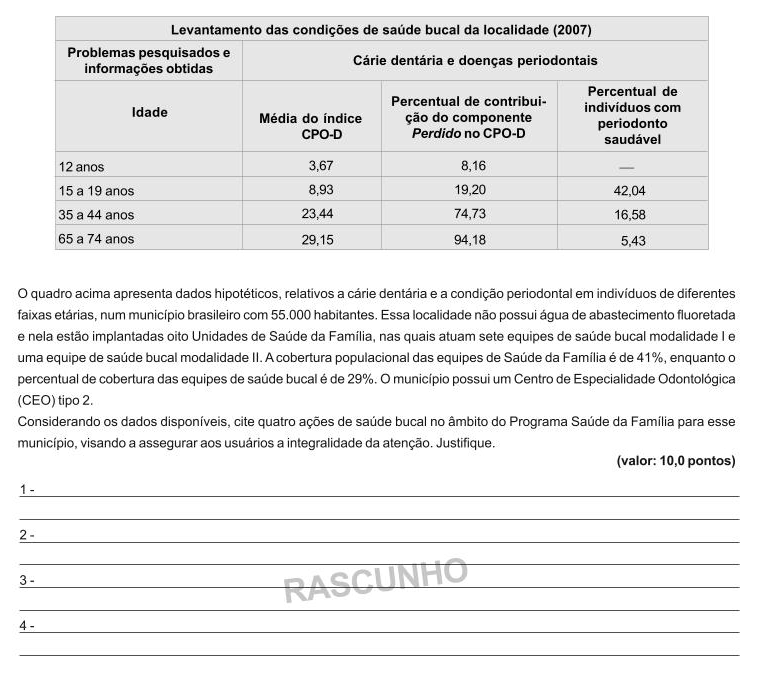 Levantamento das condições de saúde bucal da localidade (2007)
Problemas pesquisados e
informações obtidas
Cárie dentária e doenças periodontais
Idade
Média do índice
CPO-D
Percentual de contribui-
ção do componente
Perdido no CPO-D
Percentual de
indivíduos com
periodonto
saudável
12 anos 3,67 8,16 —
15 a 19 anos 8,93 19,20 42,04
35 a 44 anos 23,44 74,73 16,58
65 a 74 anos 29,15 94,18 5,43
O quadro acima apresenta dados hipotéticos, relativos a cárie dentária e a condição periodontal em indivíduos de diferentes
faixas etárias, num município brasileiro com 55.000 habitantes. Essa localidade não possui água de abastecimento fluoretada
e nela estão implantadas oito Unidades de Saúde da Família, nas quais atuam sete equipes de saúde bucal modalidade I e
uma equipe de saúde bucal modalidade II. A cobertura populacional das equipes de Saúde da Família é de 41%, enquanto o
percentual de cobertura das equipes de saúde bucal é de 29%. O município possui um Centro de Especialidade Odontológica
(CEO) tipo 2.
Considerando os dados disponíveis, cite quatro ações de saúde bucal no âmbito do Programa Saúde da Família para esse
município, visando a assegurar aos usuários a integralidade da atenção. Justifique.
(valor: 10,0 pontos)
1 -
2 -
3 -
RASCUNHO
4 -